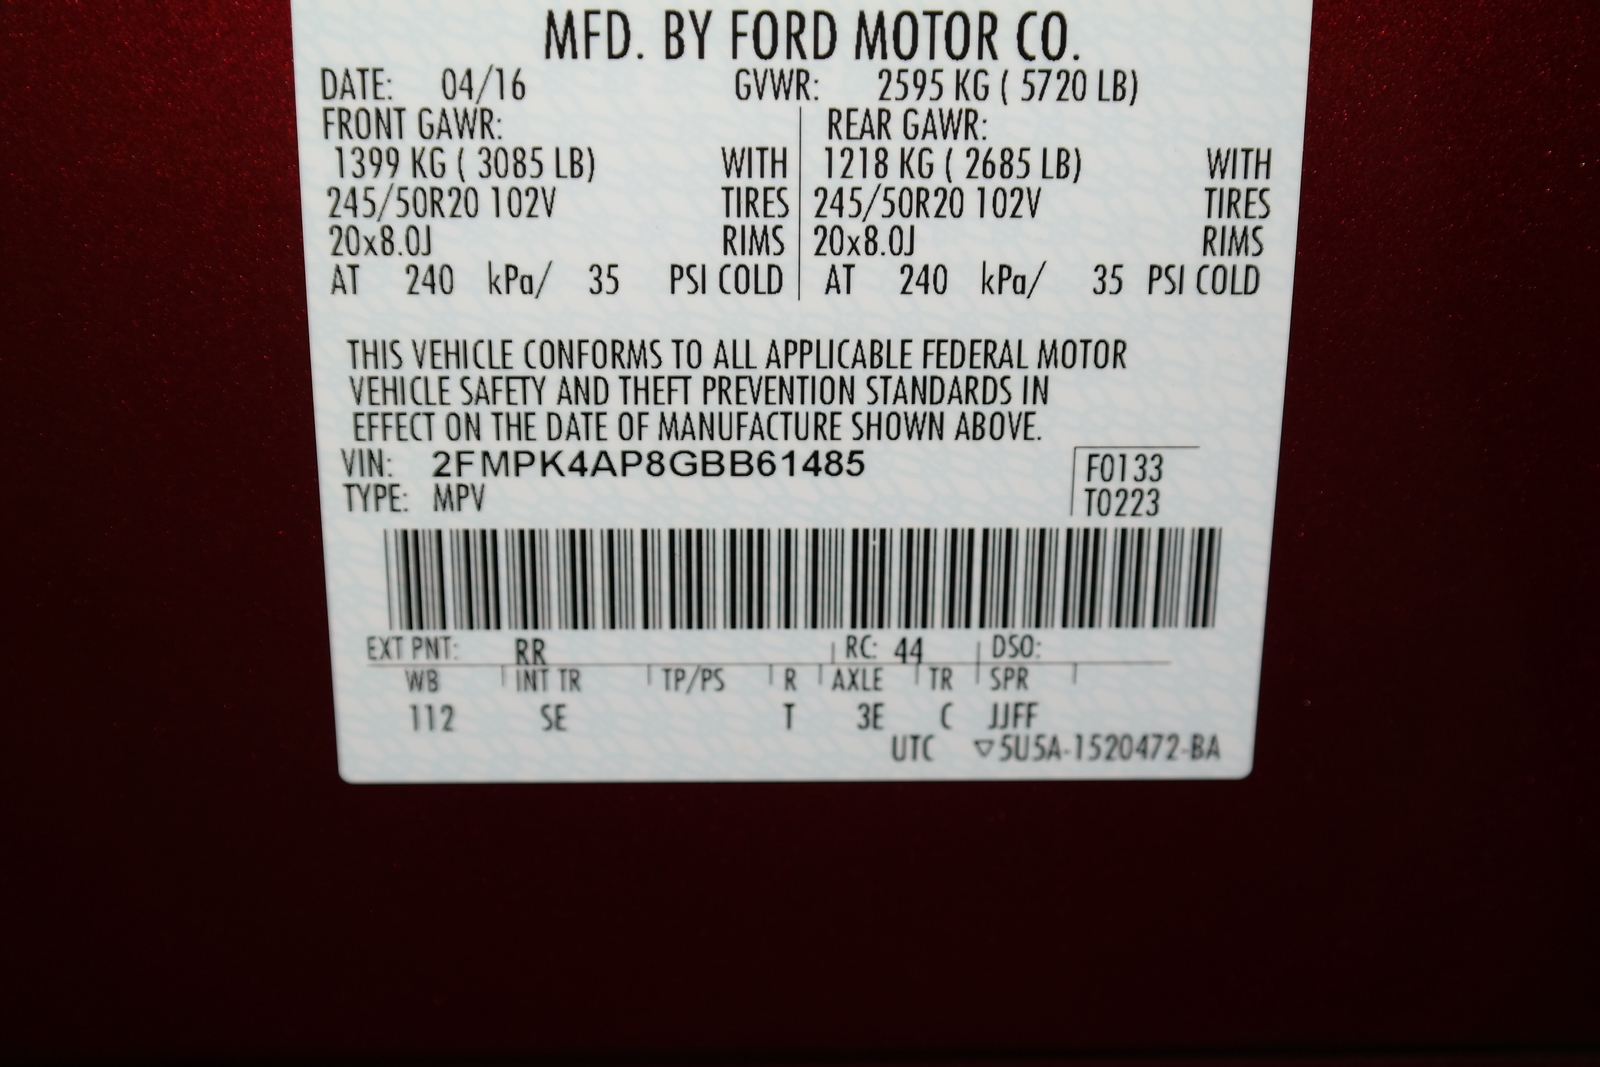 MFD. BY FORD MOTOR CO.
DATE: 04/16 GVWR: 2595 KG ( 5720 LB)
FRONT GAWR: REAR GAWR:
1399 KG ( 3085 LB) WITH 1218 KG ( 2685 LB) WITH
245/50R20 102V TIRES 245/50R20 102V TIRES
20x8.0J RIMS 20x8.0J RIMS
AT 240 kPa/ 35 PSI COLD AT 240 kPa/ 35 PSI COLD
THIS VEHICLE CONFORMS TO ALL APPLICABLE FEDERAL MOTOR
VEHICLE SAFETY AND THEFT PREVENTION STANDARDS IN
EFFECT ON THE DATE OF MANUFACTURE SHOWN ABOVE.
VIN: 2FMPK4AP8GBB61485 F0133
TYPE: MPV T0223
EXT PNT: RR RC: 44 DSO:
WB INT TR TP/PS R AXLE TR SPR
112 SE T 3E C JJFF
UTC ▽5U5A-1520472-BA